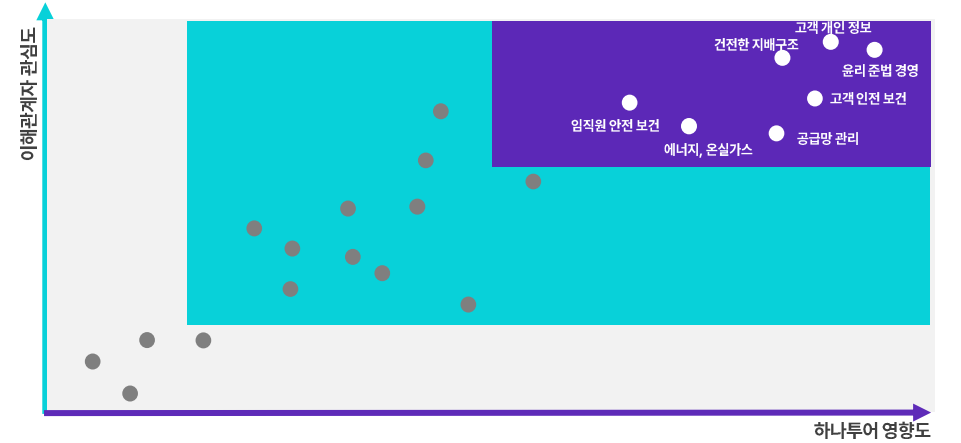 이해관계자 관심도
고객 개인 정보
건전한 지배구조
윤리 준법 경영
고객 안전 보건
임직원 안전 보건
공급망 관리
에너지, 온실가스
하나투어 영향도